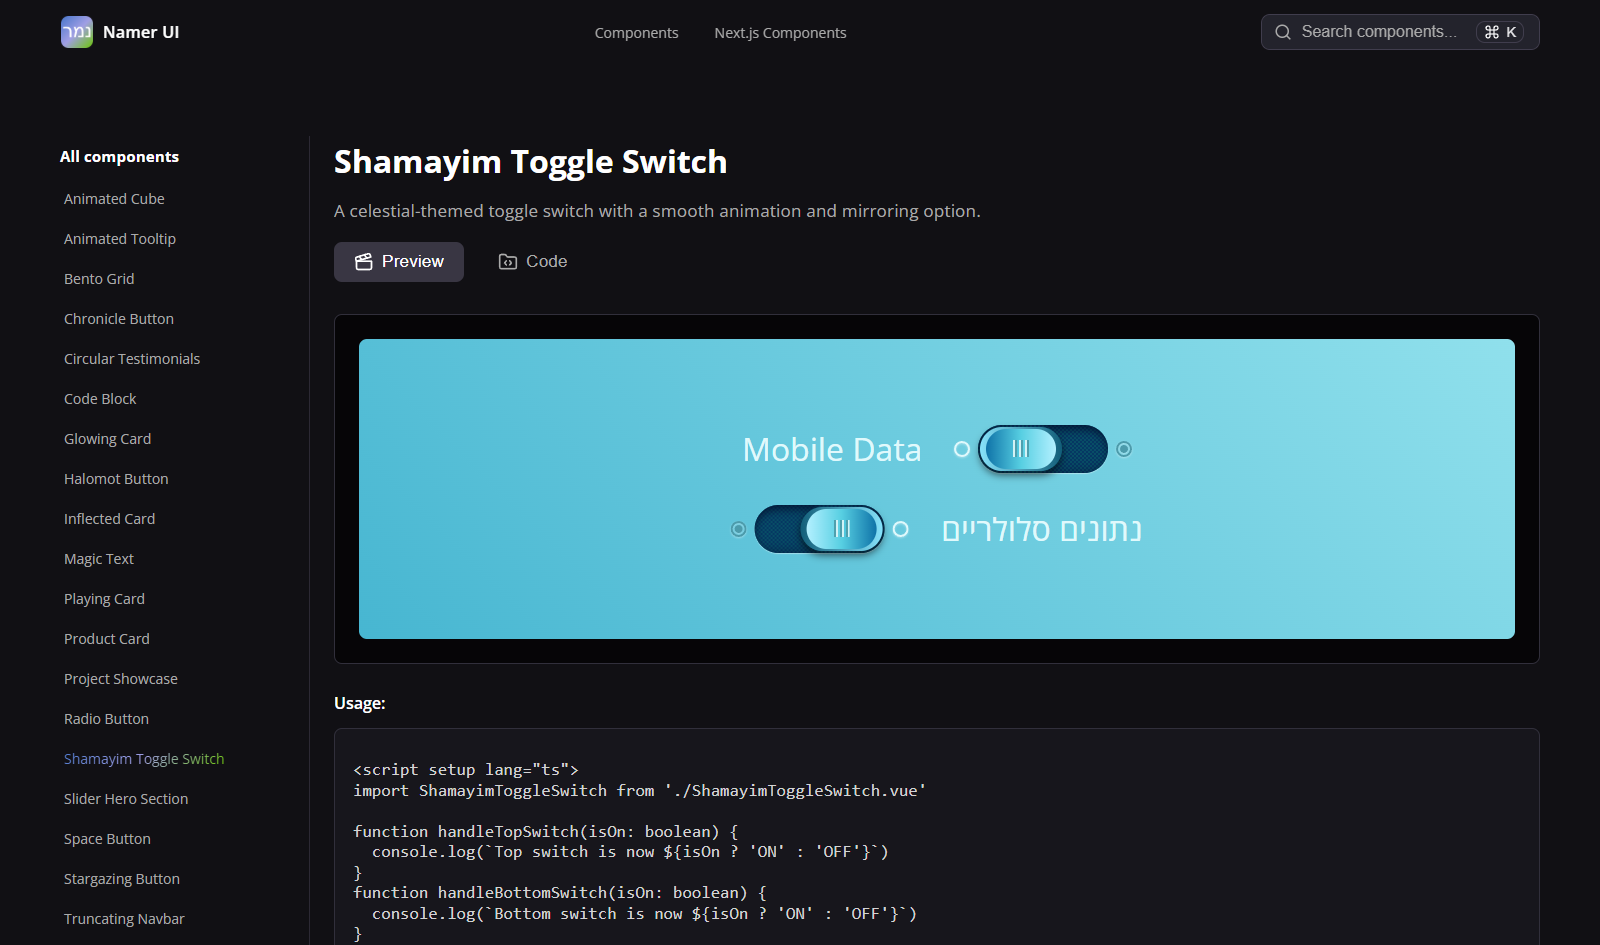 נמר Namer UI
Components
Next.js Components
Search components...
⌘ K
All components
Animated Cube
Animated Tooltip
Bento Grid
Chronicle Button
Circular Testimonials
Code Block
Glowing Card
Halomot Button
Inflected Card
Magic Text
Playing Card
Product Card
Project Showcase
Radio Button
Shamayim Toggle Switch
Slider Hero Section
Space Button
Stargazing Button
Truncating Navbar
Shamayim Toggle Switch
A celestial-themed toggle switch with a smooth animation and mirroring option.
Preview
Code
Mobile Data
נתונים סלולריים
Usage:
<script setup lang="ts">
import ShamayimToggleSwitch from './ShamayimToggleSwitch.vue'
function handleTopSwitch(isOn: boolean) {
  console.log(`Top switch is now ${isOn ? 'ON' : 'OFF'}`)
}
function handleBottomSwitch(isOn: boolean) {
  console.log(`Bottom switch is now ${isOn ? 'ON' : 'OFF'}`)
}